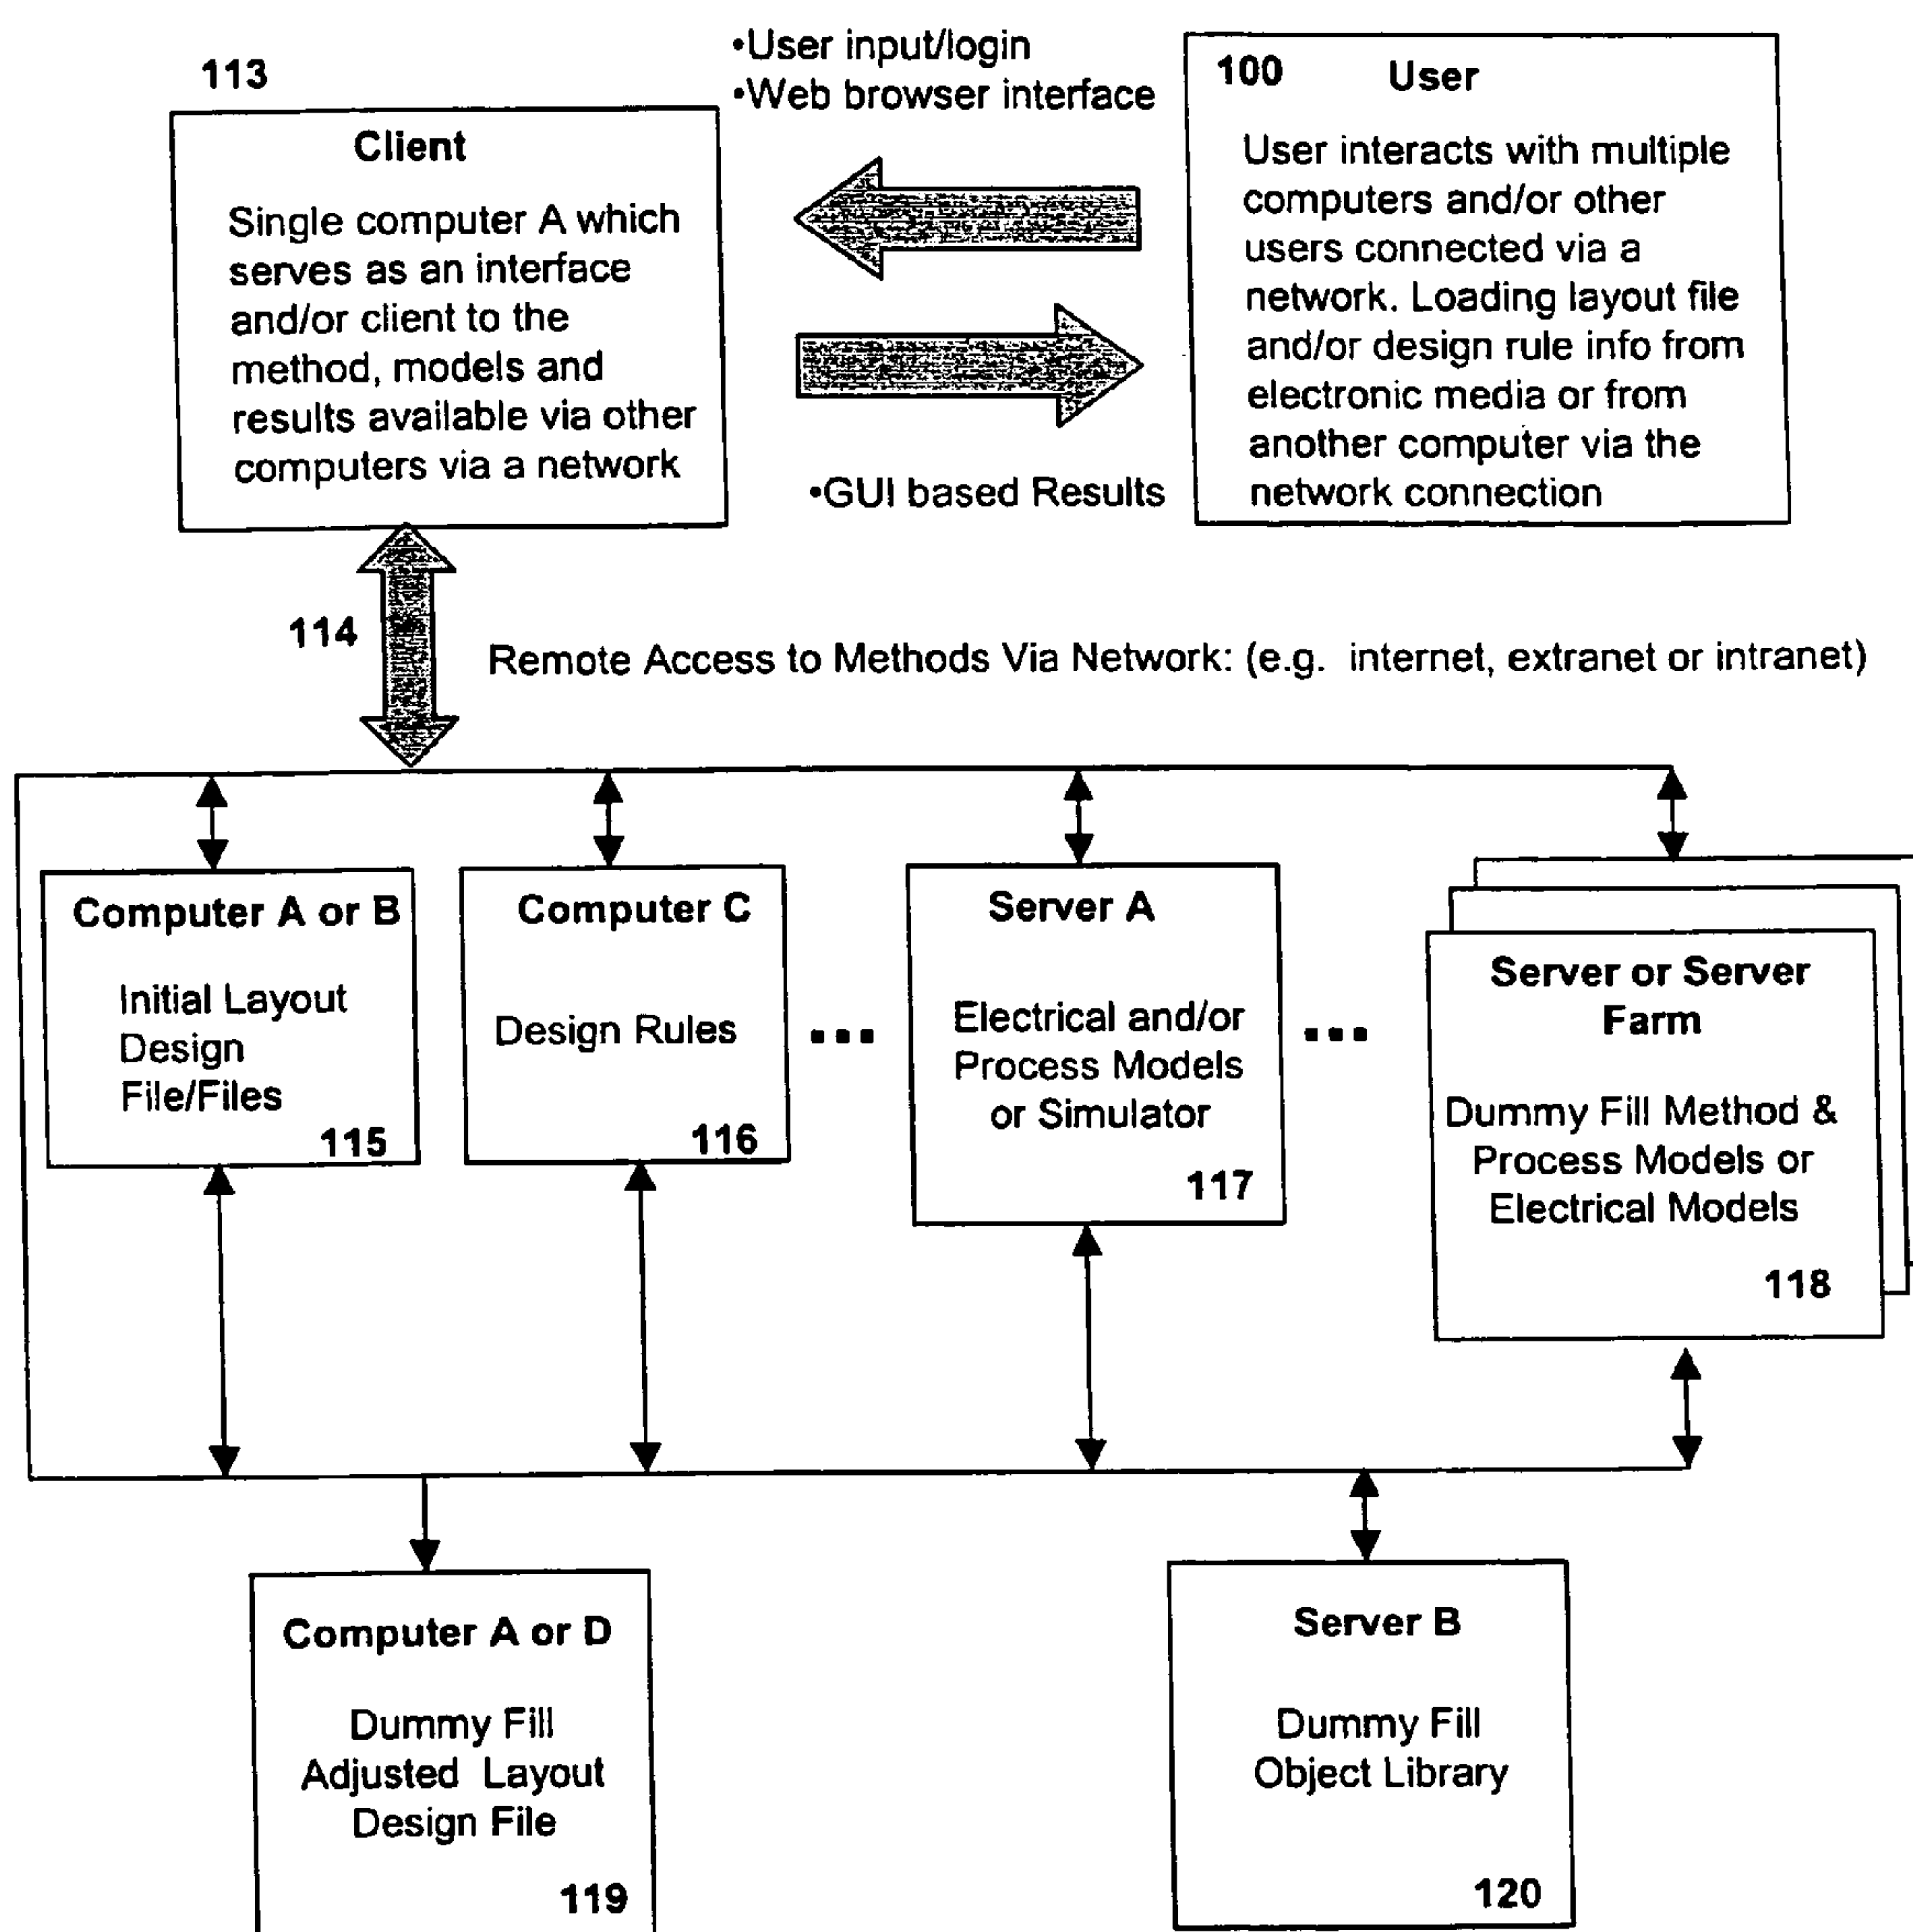 113
Client
Single computer A which
serves as an interface
and/or client to the
method, models and
results available via other
computers via a network
•User input/login
•Web browser interface
•GUI based Results
100 User
User interacts with multiple
computers and/or other
users connected via a
network. Loading layout file
and/or design rule info from
electronic media or from
another computer via the
network connection
114
Remote Access to Methods Via Network: (e.g. internet, extranet or intranet)
Computer A or B
Initial Layout
Design
File/Files
115
Computer C
Design Rules
116
...
Server A
Electrical and/or
Process Models
or Simulator
117
...
Server or Server
Farm
Dummy Fill Method &
Process Models or
Electrical Models
118
Computer A or D
Dummy Fill
Adjusted Layout
Design File
119
Server B
Dummy Fill
Object Library
120